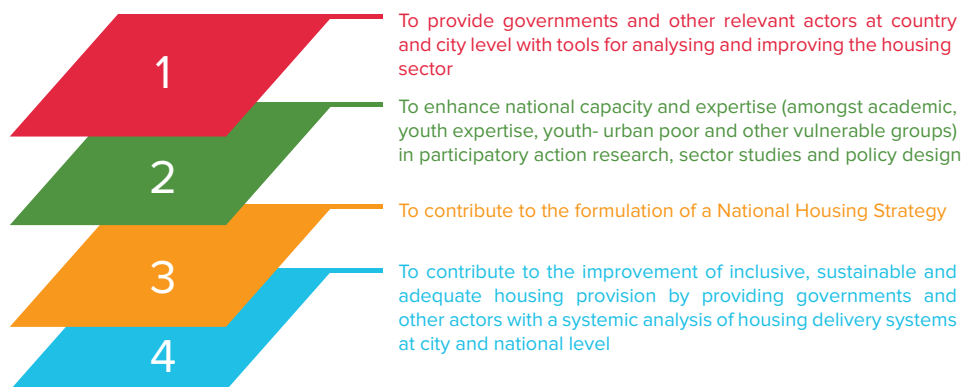 1
To provide governments and other relevant actors at country
and city level with tools for analysing and improving the housing
sector
2
To enhance national capacity and expertise (amongst academic,
youth expertise, youth- urban poor and other vulnerable groups)
in participatory action research, sector studies and policy design
3
To contribute to the formulation of a National Housing Strategy
4
To contribute to the improvement of inclusive, sustainable and
adequate housing provision by providing governments and
other actors with a systemic analysis of housing delivery systems
at city and national level